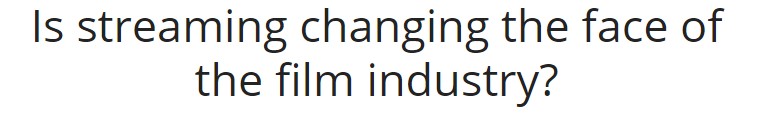 Is streaming changing the face of
the film industry?